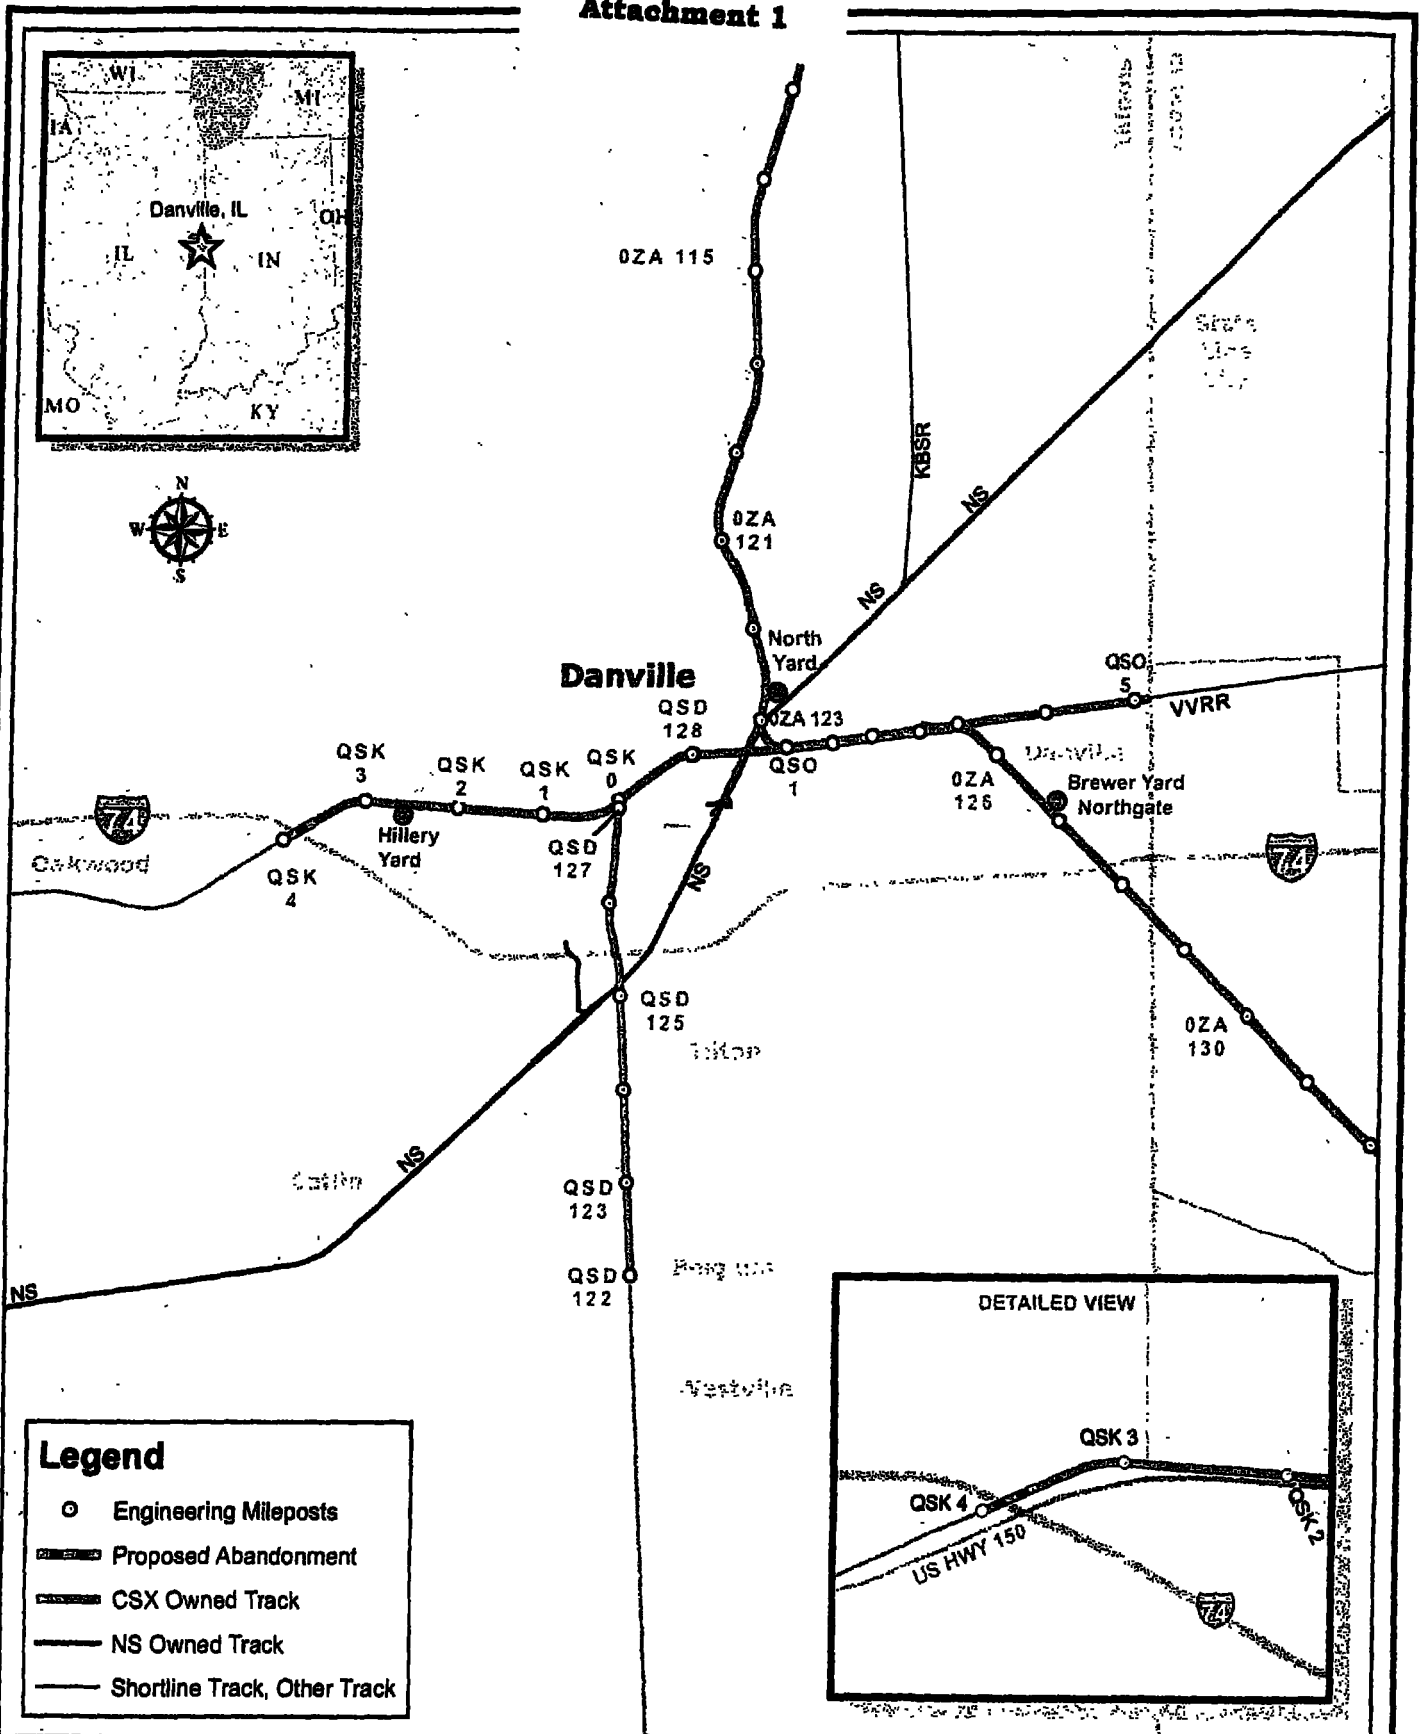 Attachment 1
WI
MI
IA
Danville, IL
OH
IL
IN
MO
KY
N
W
E
S
0ZA 115
KBSR
NS
0ZA
121
NS
North
Yard
Danville
QSO
5
VVRR
QSD
128
0ZA 123
QSK
3
QSK
2
QSK
1
QSK
0
QSO
1
Danville
0ZA
126
Brewer Yard
Northgate
74
Oakwood
Hillery
Yard
QSD
127
NS
74
QSK
4
QSD
125
Tilton
0ZA
130
Catlin
NS
QSD
123
QSD
122
NS
Westville
DETAILED VIEW
QSK 3
QSK 4
QSK 2
US HWY 150
74
Legend
Engineering Mileposts
Proposed Abandonment
CSX Owned Track
NS Owned Track
Shortline Track, Other Track